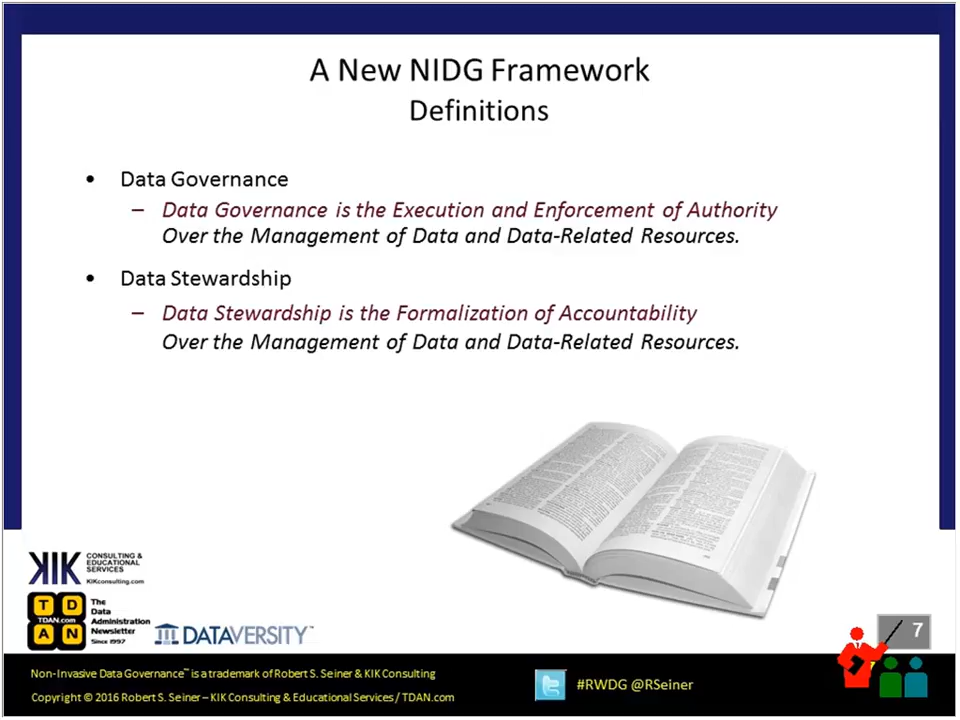 A New NIDG Framework
Definitions
• Data Governance
– Data Governance is the Execution and Enforcement of Authority
Over the Management of Data and Data-Related Resources.
• Data Stewardship
– Data Stewardship is the Formalization of Accountability
Over the Management of Data and Data-Related Resources.
KIK CONSULTING &
EDUCATIONAL
SERVICES
KIKconsulting.com
T D
TDAN.com
A N
The
Data
Administration
Newsletter
Since 1997
DATAVERSITY™
7
Non-Invasive Data Governance™ is a trademark of Robert S. Seiner & KIK Consulting
Copyright © 2016 Robert S. Seiner – KIK Consulting & Educational Services / TDAN.com
#RWDG @RSeiner